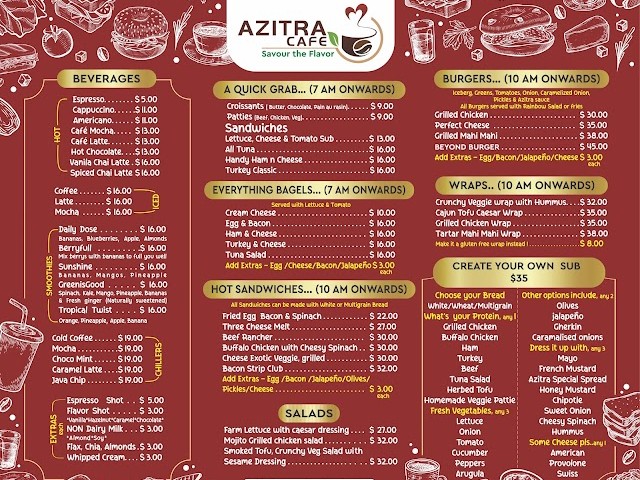 AZITRA
CAFE
Savour the Flavor
BEVERAGES
HOT
Espresso. $ 5.00
Cappuccino. $ 11.00
Americano. $ 11.00
Café Mocha. $ 13.00
Café Latte. $ 13.00
Hot Chocolate. $ 13.00
Vanila Chai Latte $ 16.00
Spiced Chai Latte $ 16.00
Coffee $ 16.00
Latte $ 16.00
Mocha $ 16.00
ICED
SMOOTHIES
Daily Dose $ 16.00
Bananas, Blueberries, Apple, Almonds
Berryfull $ 16.00
Mix berrys with bananas to full you well
Sunshine $ 16.00
Bananas, Mangos, Pineapple
GreenisGood $ 16.00
Spinach, Kale, Mango, Pineapple, Bananas
& Fresh ginger (Naturally sweetened)
Tropical Twist $ 16.00
Orange, Pineapple, Apple, Banana
Cold Coffee $ 19.00
Mocha $ 19.00
Choco Mint $ 19.00
Caramel Latte $ 19.00
Java Chip $ 19.00
CHILLERS
EXTRAS
each
Espresso Shot $ 5.00
Flavor Shot $ 3.00
*Vanilla*Hazelnut*Caramel*Chocolate*
NON Dairy Milk $ 3.00
*Almond*Soy*
Flax, Chia, Almonds $ 3.00
Whipped Cream. $ 3.00
A QUICK GRAB... (7 AM ONWARDS)
Croissants ( Butter, Chocolate, Pain au rasin). $ 9.00
Patties (Beef, Chicken, Veg). $ 9.00
Sandwiches
Lettuce, Cheese & Tomato Sub $ 13.00
All Tuna $ 16.00
Handy Ham n Cheese $ 16.00
Turkey Classic $ 16.00
EVERYTHING BAGELS... (7 AM ONWARDS)
Served with Lettuce & Tomato
Cream Cheese $ 10.00
Egg & Bacon $ 16.00
Ham & Cheese $ 16.00
Turkey & Cheese $ 16.00
Tuna Salad $ 16.00
Add Extras - Egg /Cheese/Bacon/Jalapeño $ 3.00
each
HOT SANDWICHES... (10 AM ONWARDS)
All Sandwiches can be made with White or Multigrain Bread
Fried Egg Bacon & Spinach $ 22.00
Three Cheese Melt $ 27.00
Beef Rancher $ 30.00
Buffalo Chicken with Cheesy Spinach $ 30.00
Cheese Exotic Veggie, grilled $ 30.00
Bacon Strip Club $ 32.00
Add Extras - Egg /Bacon /Jalapeño/Olives/
Pickles/Cheese $ 3.00
each
SALADS
Farm Lettuce with caesar dressing $ 27.00
Mojito Grilled chicken salad $ 32.00
Smoked Tofu, Crunchy Veg Salad with
Sesame Dressing $ 32.00
BURGERS... (10 AM ONWARDS)
Iceberg, Greens, Tomatoes, Onion, Caramelized Onion,
Pickles & Azitra sauce
All Burgers served with Rainbow Salad or fries
Grilled Chicken $ 30.00
Perfect Cheese $ 35.00
Grilled Mahi Mahi $ 38.00
BEYOND BURGER $ 45.00
Add Extras - Egg/Bacon/Jalapeño/Cheese $ 3.00
each
WRAPS.. (10 AM ONWARDS)
Crunchy Veggie wrap with Hummus. $ 32.00
Cajun Tofu Caesar Wrap $ 35.00
Grilled Chicken Wrap $ 35.00
Tartar Mahi Mahi Wrap $ 38.00
Make it a gluten free wrap instead ! $ 8.00
CREATE YOUR OWN SUB
$35
Choose your Bread
White/Wheat/Multigrain
What's your Protein, any 1
Grilled Chicken
Buffalo Chicken
Ham
Turkey
Beef
Tuna Salad
Herbed Tofu
Homemade Veggie Pattie
Fresh Vegetables, any 3
Lettuce
Onion
Tomato
Cucumber
Peppers
Arugula
Other options include, any 2
Olives
jalapeño
Gherkin
Caramalised onions
Dress it up with, any 3
Mayo
French Mustard
Azitra Special Spread
Honey Mustard
Chipotle
Sweet Onion
Cheesy Spinach
Hummus
Some Cheese pls..any 1
American
Provolone
Swiss